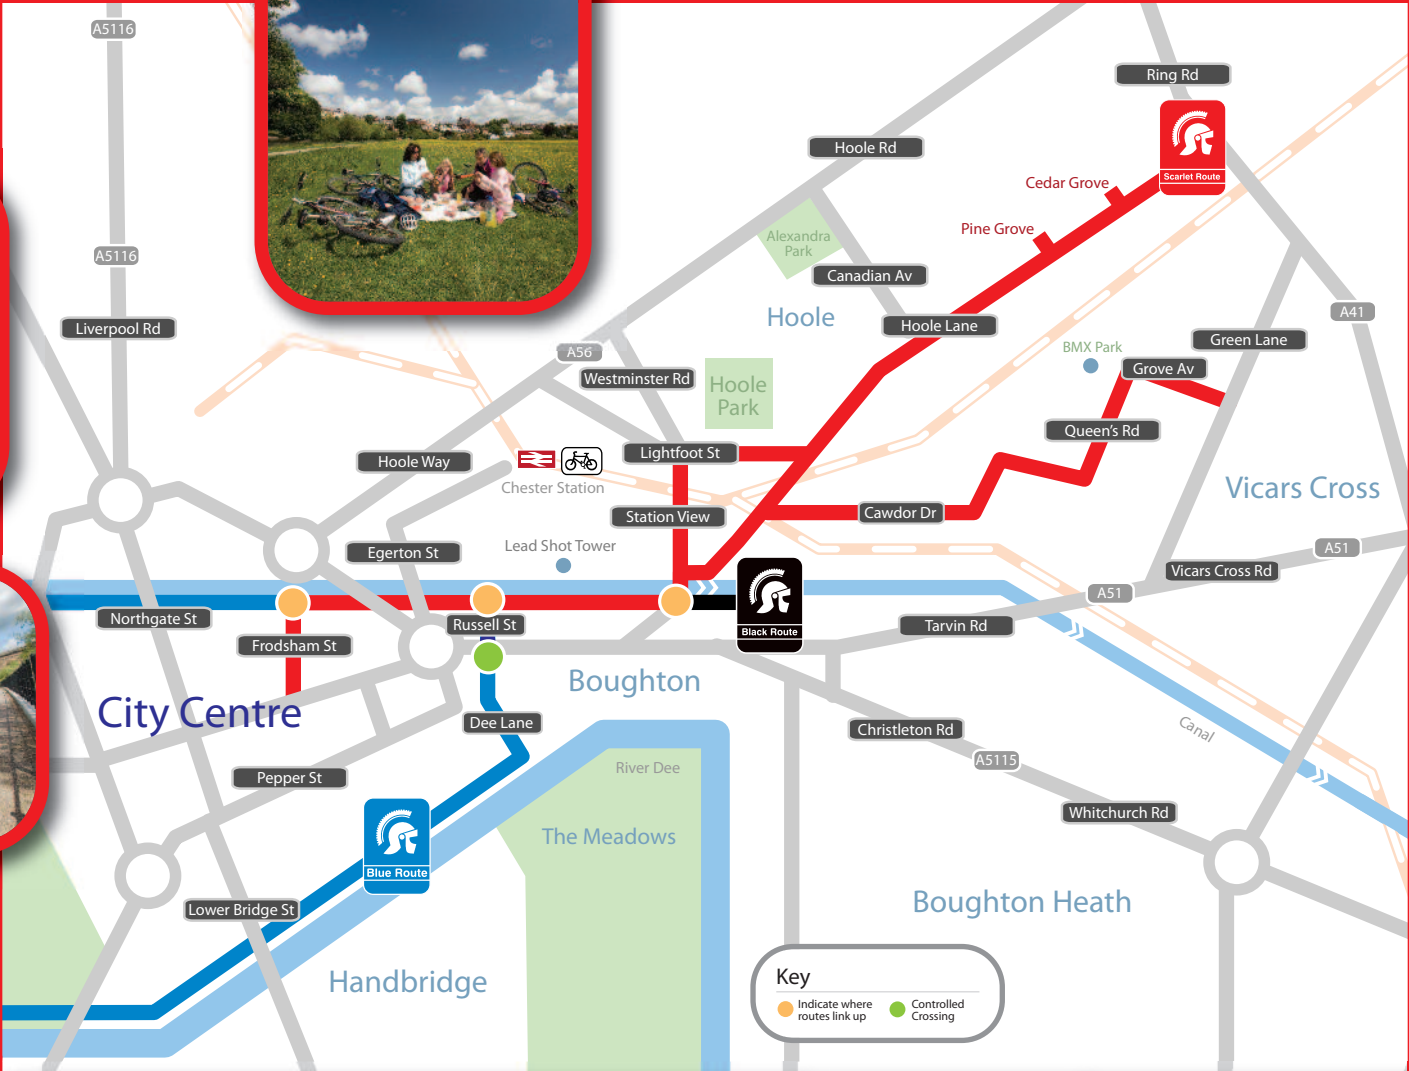 A5116
Ring Rd
Hoole Rd
Scarlet Route
Cedar Grove
Pine Grove
Alexandra
Park
A5116
Canadian Av
Hoole
A41
Liverpool Rd
Hoole Lane
Green Lane
BMX Park
A56
Grove Av
Westminster Rd
Hoole
Park
Queen's Rd
Lightfoot St
Hoole Way
Chester Station
Vicars Cross
Station View
Cawdor Dr
Lead Shot Tower
Egerton St
A51
Vicars Cross Rd
A51
Northgate St
Russell St
Black Route
Tarvin Rd
Frodsham St
Boughton
City Centre
Dee Lane
Christleton Rd
Canal
A5115
River Dee
Pepper St
Whitchurch Rd
The Meadows
Blue Route
Lower Bridge St
Boughton Heath
Handbridge
Key
Indicate where
routes link up
Controlled
Crossing